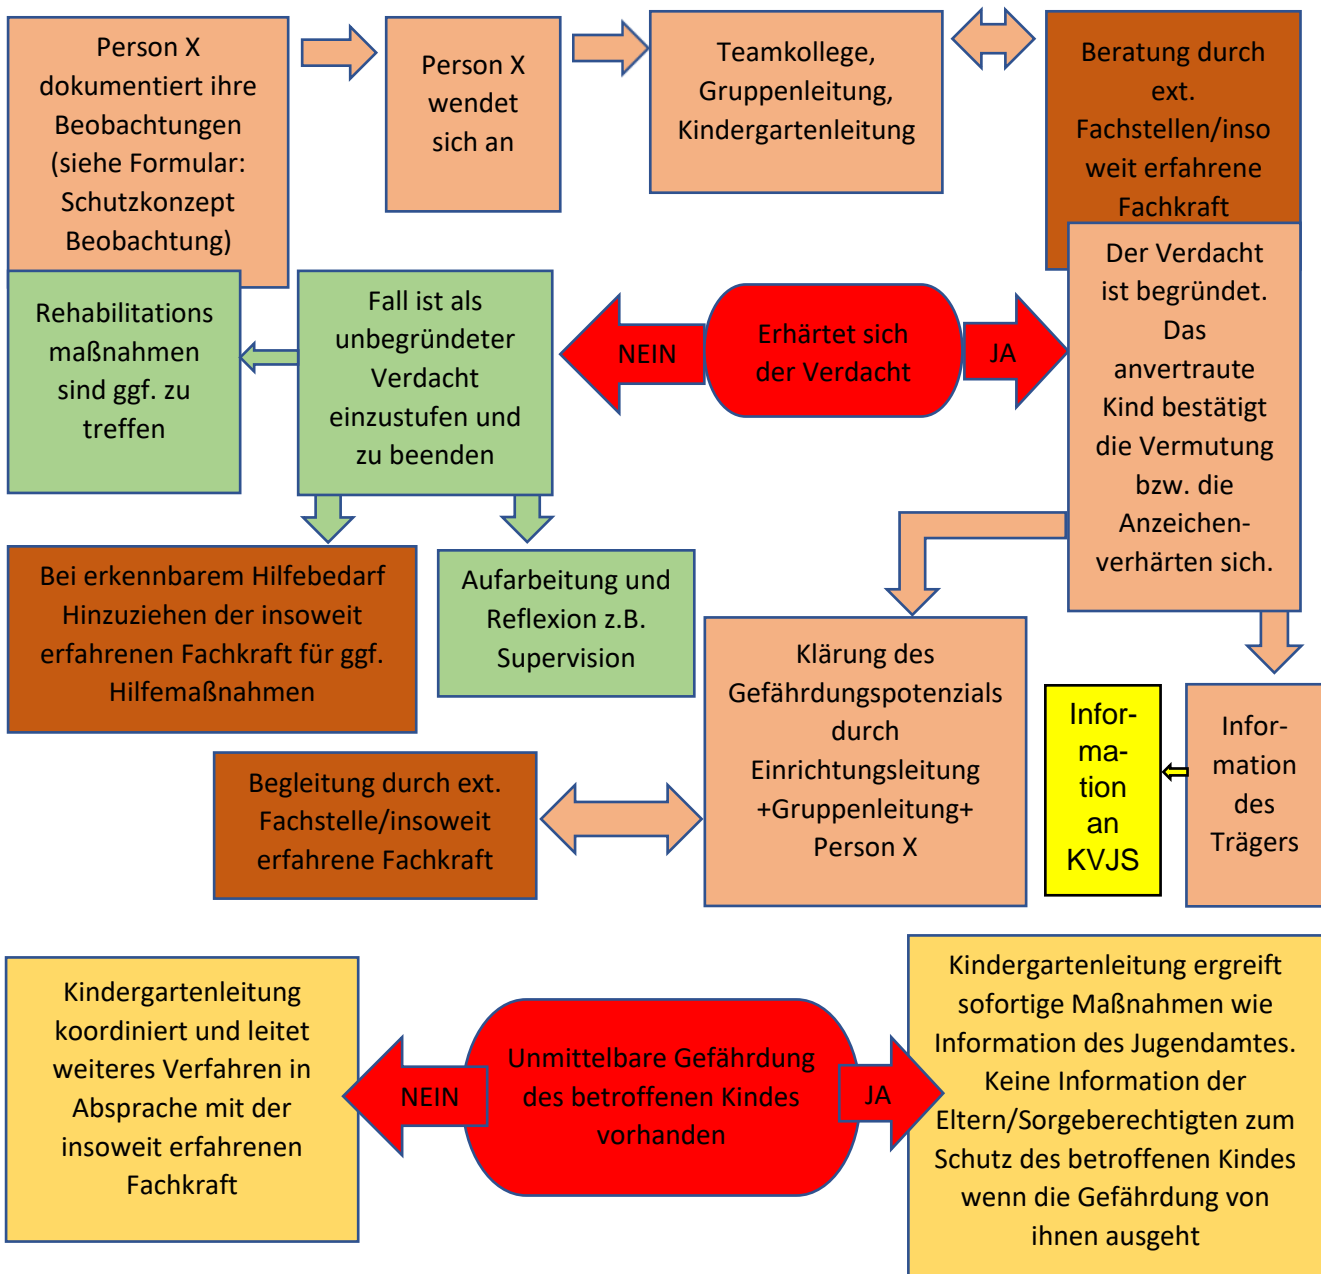 Person X
dokumentiert ihre
Beobachtungen
(siehe Formular:
Schutzkonzept
Beobachtung)
Person X
wendet
sich an
Teamkollege,
Gruppenleitung,
Kindergartenleitung
Beratung durch
ext.
Fachstellen/inso
weit erfahrene
Fachkraft
Rehabilitations
maßnahmen
sind ggf. zu
treffen
Fall ist als
unbegründeter
Verdacht
einzustufen und
zu beenden
NEIN
Erhärtet sich
der Verdacht
JA
Der Verdacht
ist begründet.
Das
anvertraute
Kind bestätigt
die Vermutung
bzw. die
Anzeichen-
verhärten sich.
Bei erkennbarem Hilfebedarf
Hinzuziehen der insoweit
erfahrenen Fachkraft für ggf.
Hilfemaßnahmen
Aufarbeitung und
Reflexion z.B.
Supervision
Klärung des
Gefährdungspotenzials
durch
Einrichtungsleitung
+Gruppenleitung+
Person X
Infor-
ma-
tion
an
KVJS
Infor-
mation
des
Trägers
Begleitung durch ext.
Fachstelle/insoweit
erfahrene Fachkraft
Kindergartenleitung
koordiniert und leitet
weiteres Verfahren in
Absprache mit der
insoweit erfahrenen
Fachkraft
NEIN
Unmittelbare Gefährdung
des betroffenen Kindes
vorhanden
JA
Kindergartenleitung ergreift
sofortige Maßnahmen wie
Information des Jugendamtes.
Keine Information der
Eltern/Sorgeberechtigten zum
Schutz des betroffenen Kindes
wenn die Gefährdung von
ihnen ausgeht